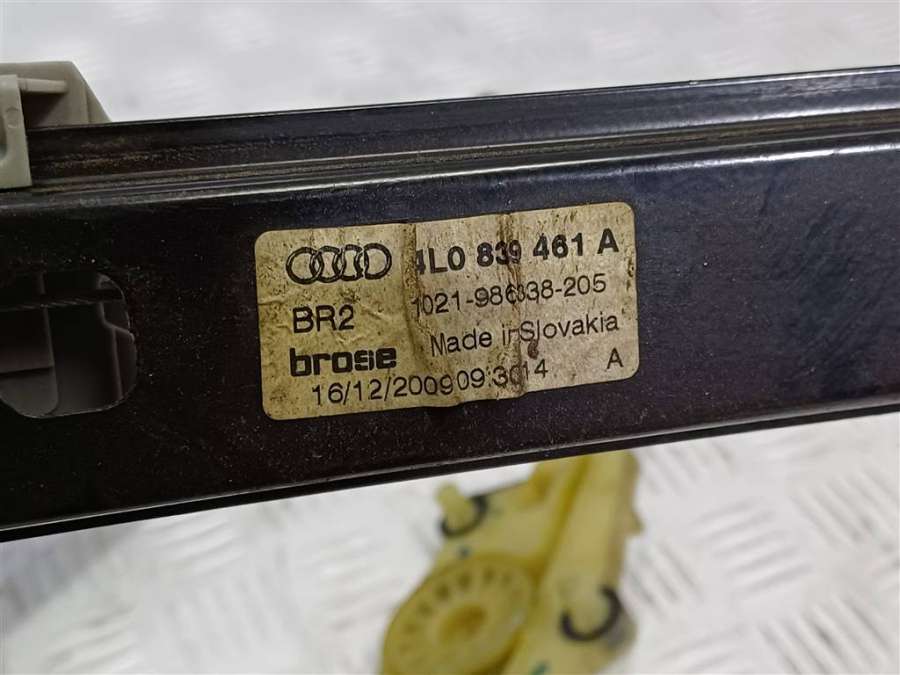 4L0 839 461 A
BR2 1021-986338-205
brose Made in Slovakia
16/12/2009 09:30 14 A